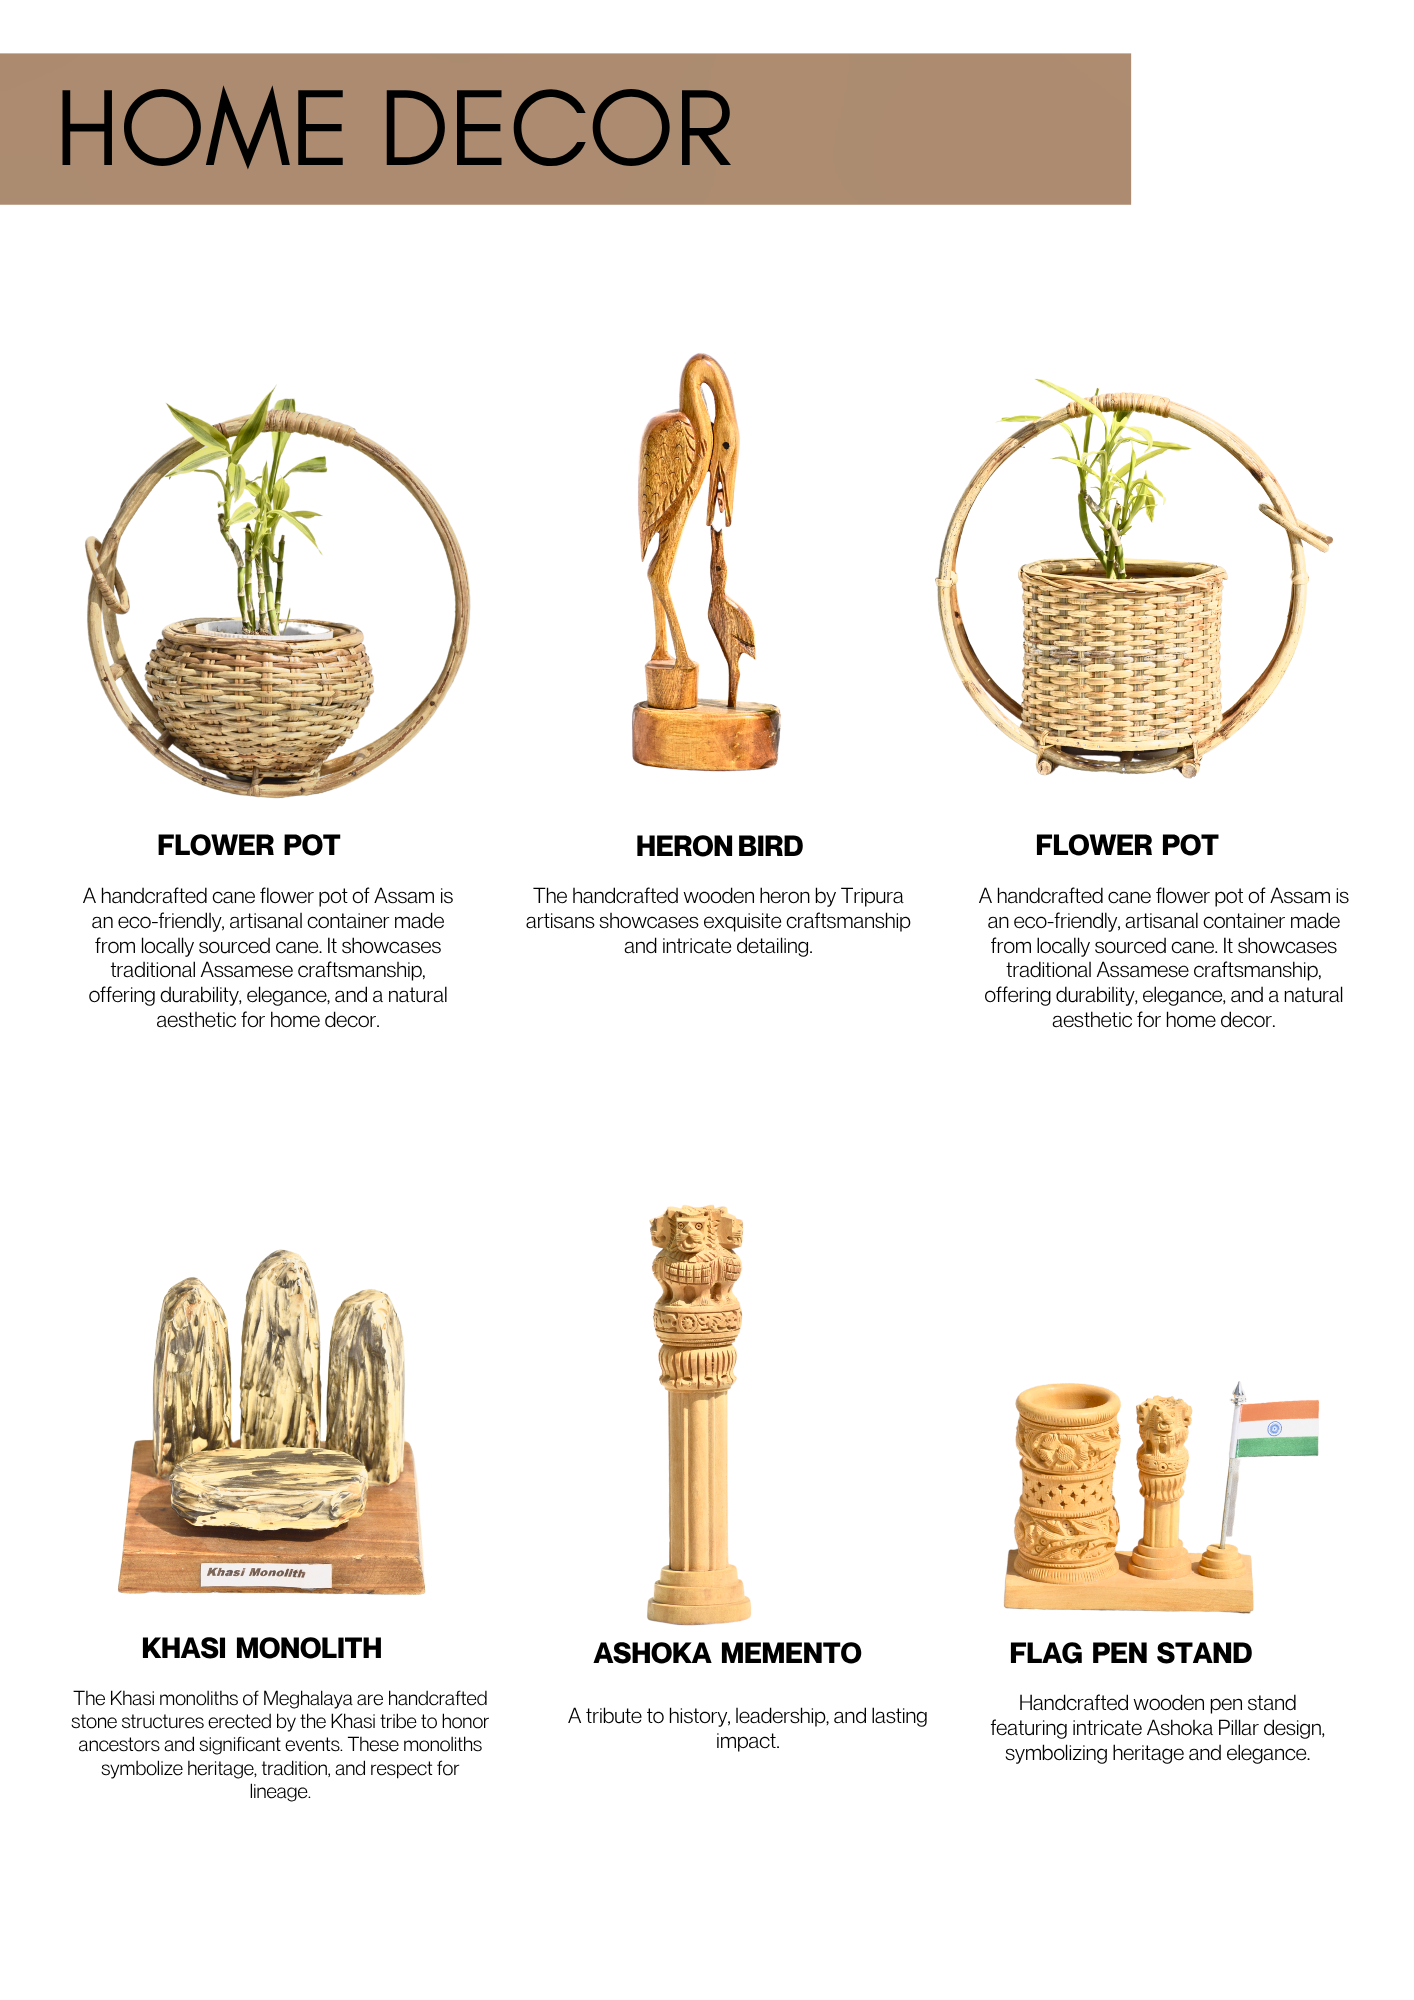 HOME DECOR
FLOWER POT
A handcrafted cane flower pot of Assam is
an eco-friendly, artisanal container made
from locally sourced cane. It showcases
traditional Assamese craftsmanship,
offering durability, elegance, and a natural
aesthetic for home decor.
HERON BIRD
The handcrafted wooden heron by Tripura
artisans showcases exquisite craftsmanship
and intricate detailing.
FLOWER POT
A handcrafted cane flower pot of Assam is
an eco-friendly, artisanal container made
from locally sourced cane. It showcases
traditional Assamese craftsmanship,
offering durability, elegance, and a natural
aesthetic for home decor.
Khasi Monolith
KHASI MONOLITH
The Khasi monoliths of Meghalaya are handcrafted
stone structures erected by the Khasi tribe to honor
ancestors and significant events. These monoliths
symbolize heritage, tradition, and respect for
lineage.
ASHOKA MEMENTO
A tribute to history, leadership, and lasting
impact.
FLAG PEN STAND
Handcrafted wooden pen stand
featuring intricate Ashoka Pillar design,
symbolizing heritage and elegance.